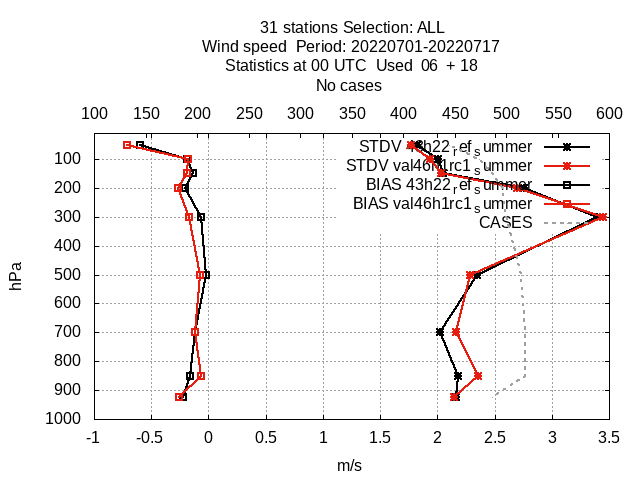 31 stations Selection: ALL
Wind speed  Period: 20220701-20220717
Statistics at 00 UTC  Used  06  + 18
No cases
100 150 200 250 300 350 400 450 500 550 600
STDV 43h22_ref_summer
STDV val46h1rc1_summer
BIAS 43h22_ref_summer
BIAS val46h1rc1_summer
CASES
100
200
300
400
500
600
700
800
900
1000
hPa
-1 -0.5 0 0.5 1 1.5 2 2.5 3 3.5
m/s